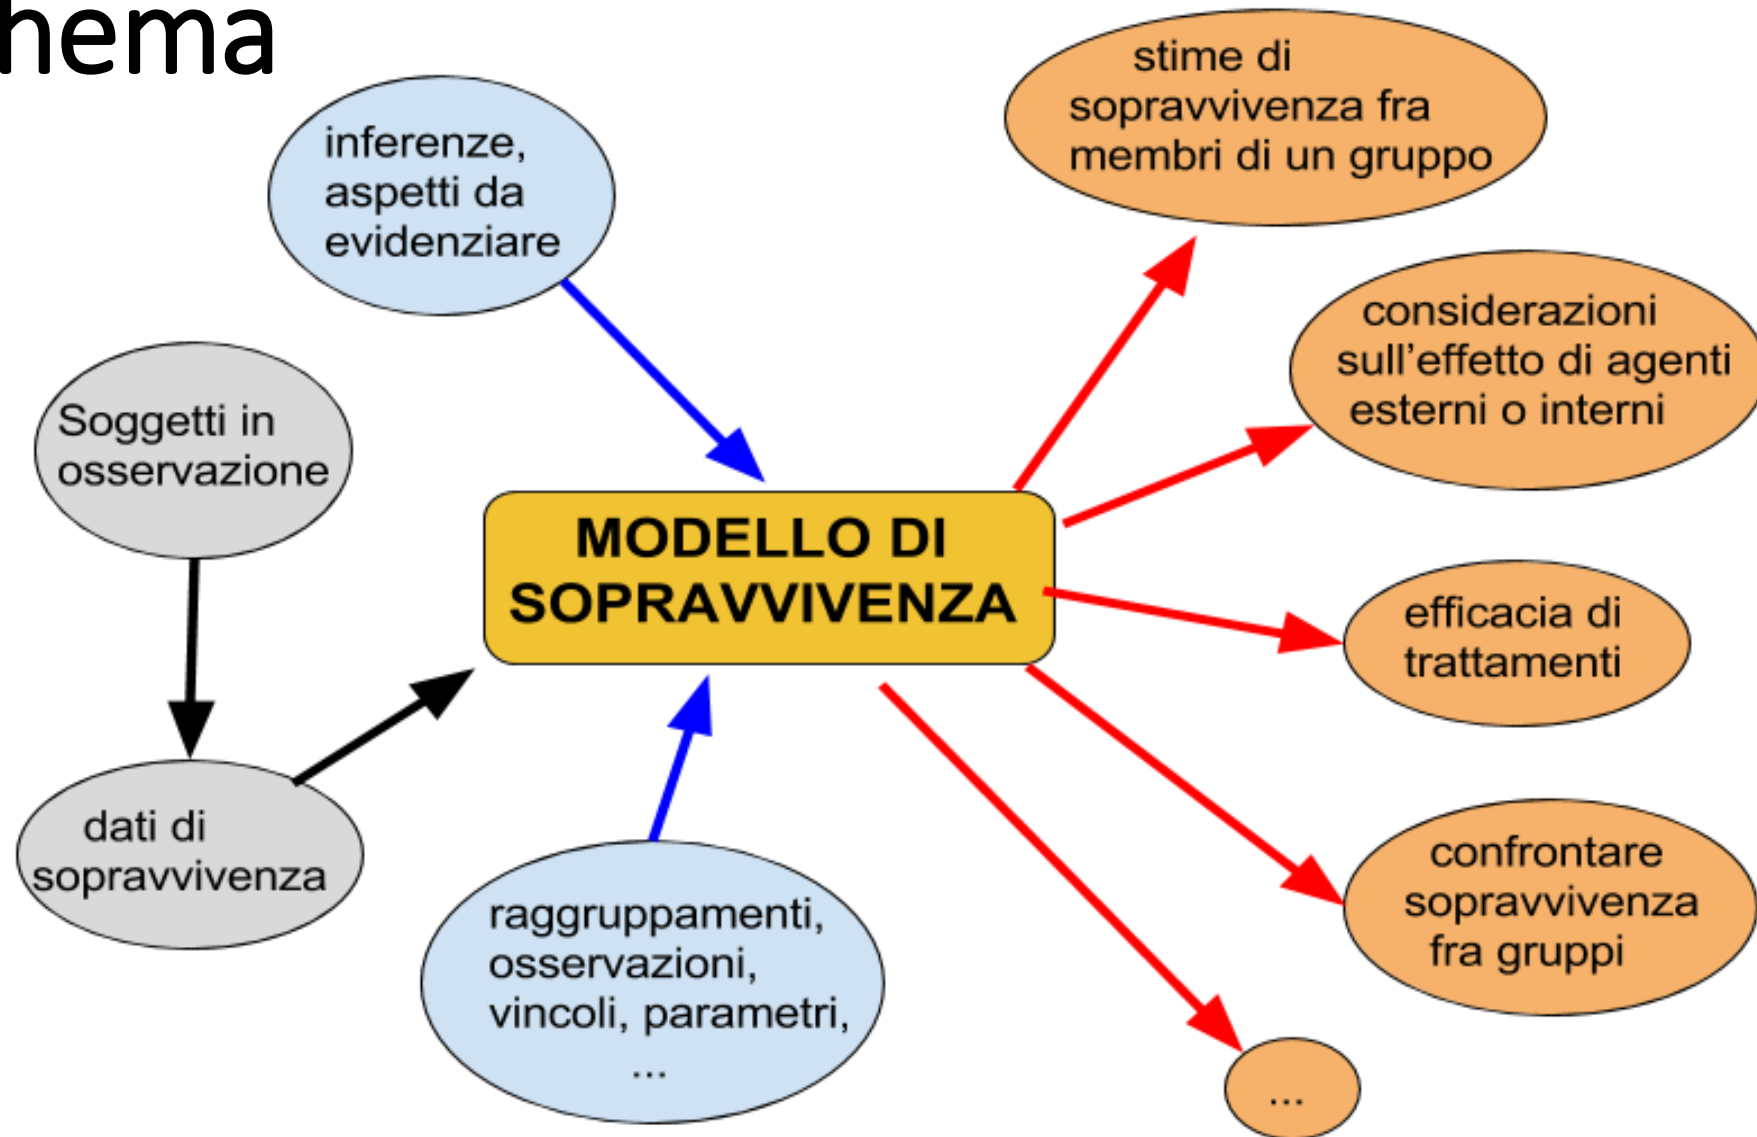 hema
inferenze,
aspetti da
evidenziare
stime di
sopravvivenza fra
membri di un gruppo
considerazioni
sull'effetto di agenti
esterni o interni
Soggetti in
osservazione
MODELLO DI
SOPRAVVIVENZA
efficacia di
trattamenti
dati di
sopravvivenza
raggruppamenti,
osservazioni,
vincoli, parametri,
...
confrontare
sopravvivenza
fra gruppi
...